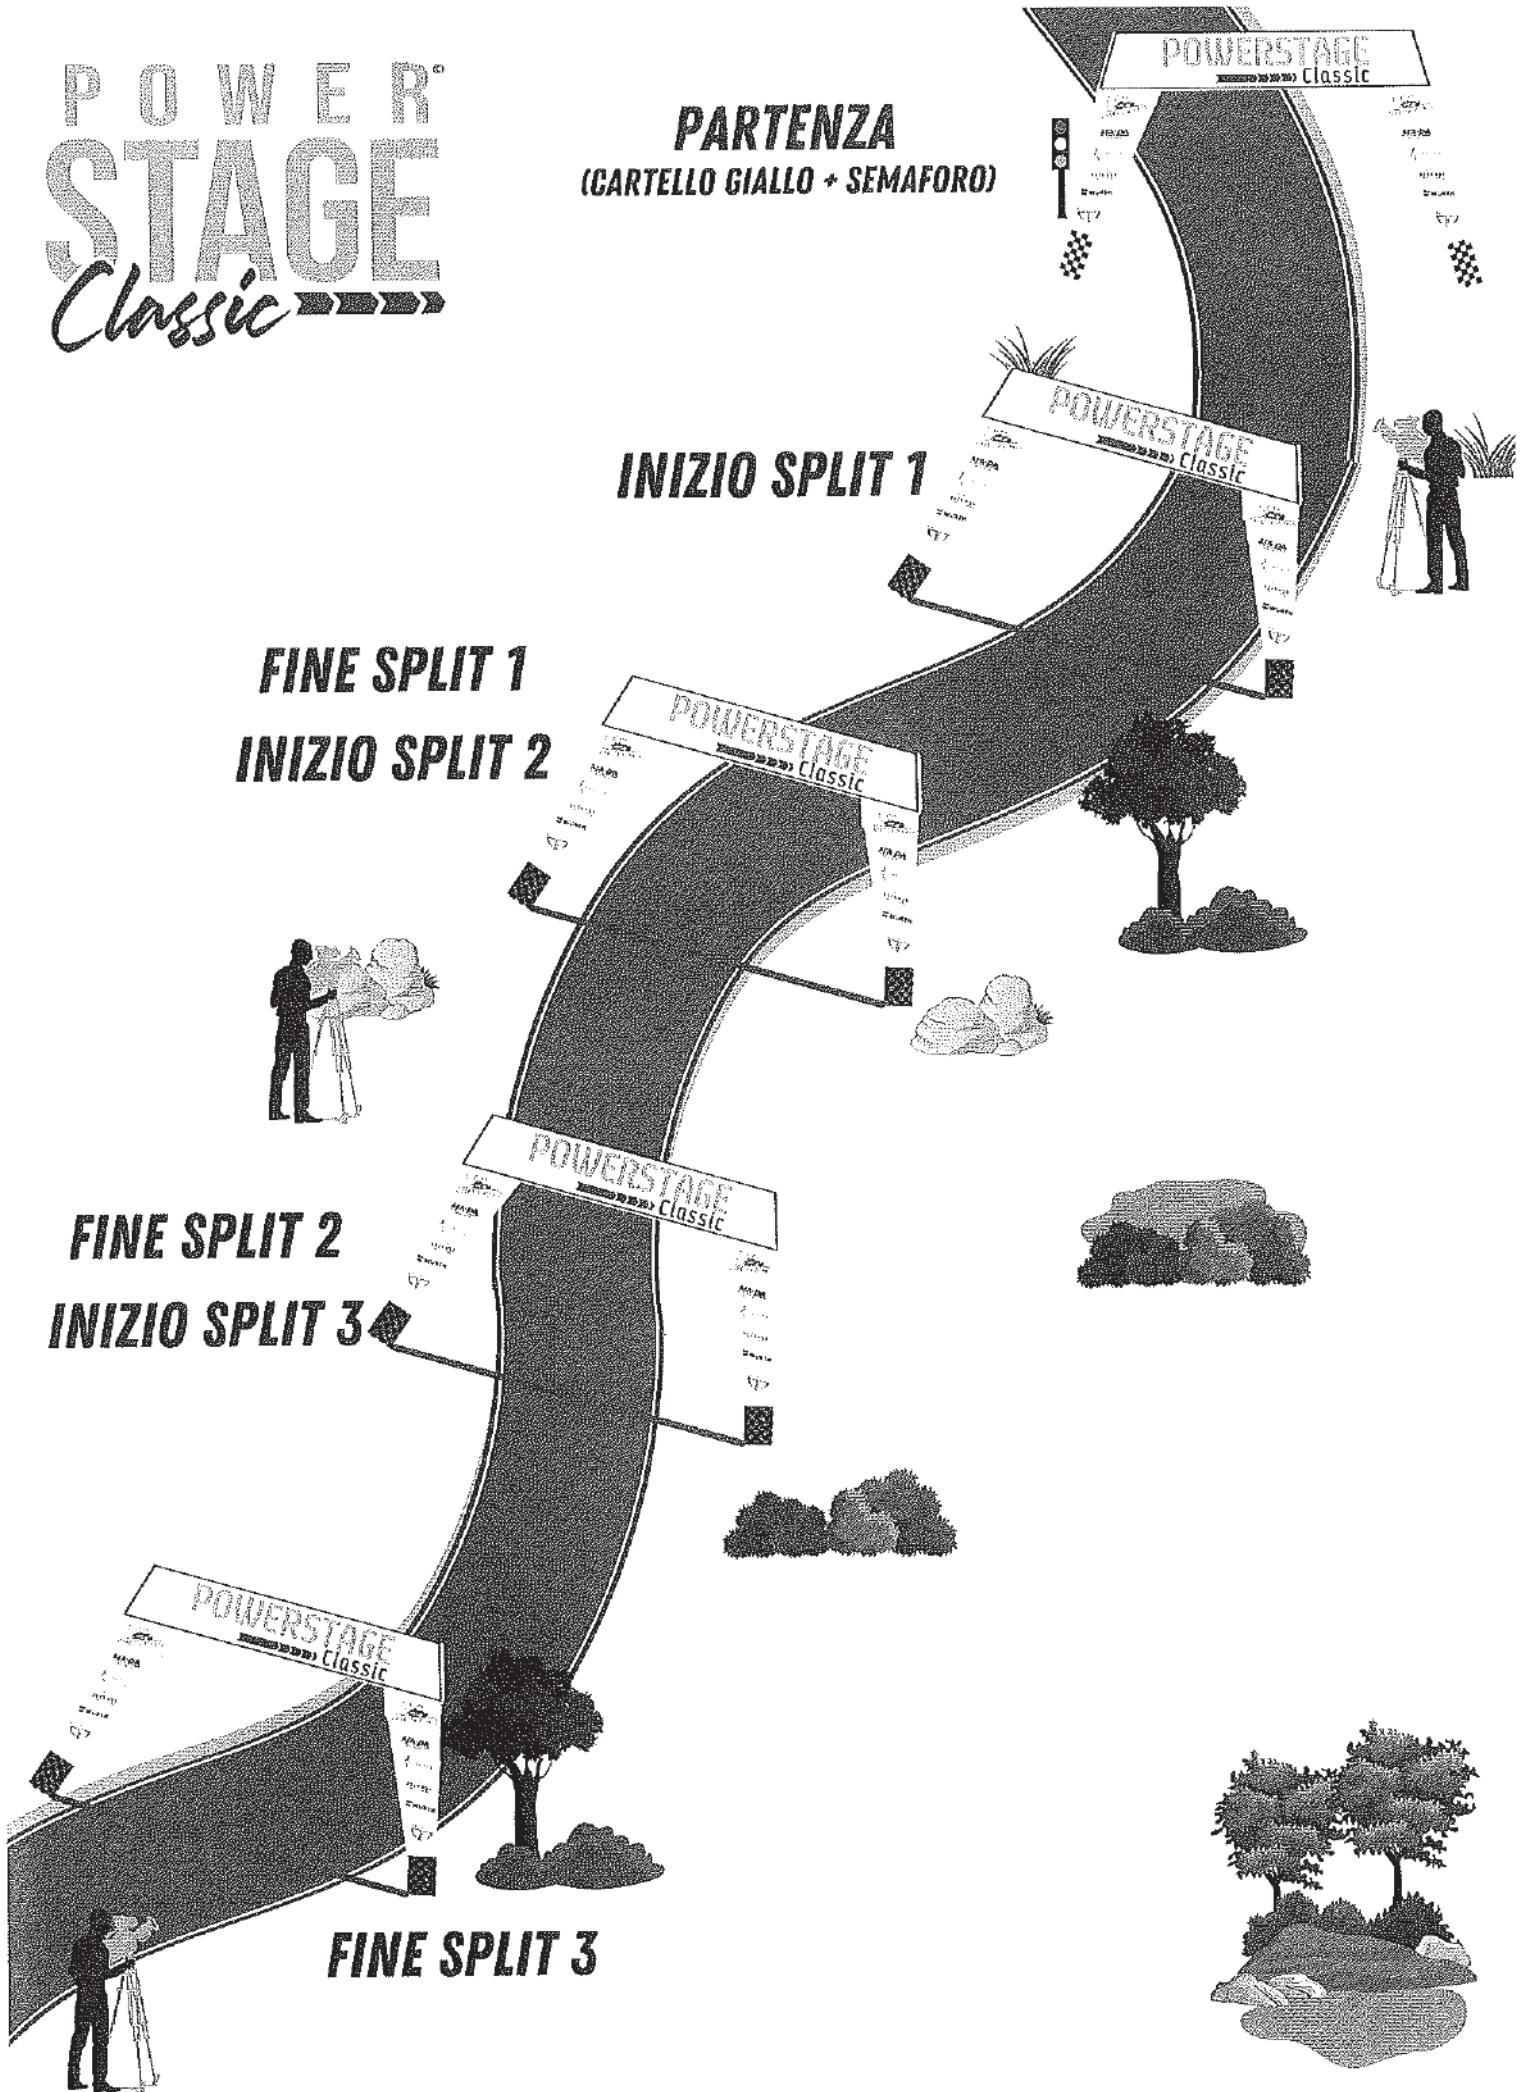 POWER©
STAGE
Classic
POWERSTAGE
Classic
PARTENZA
(CARTELLO GIALLO + SEMAFORO)
POWERSTAGE
Classic
INIZIO SPLIT 1
FINE SPLIT 1
INIZIO SPLIT 2
POWERSTAGE
Classic
POWERSTAGE
Classic
FINE SPLIT 2
INIZIO SPLIT 3
POWERSTAGE
Classic
FINE SPLIT 3